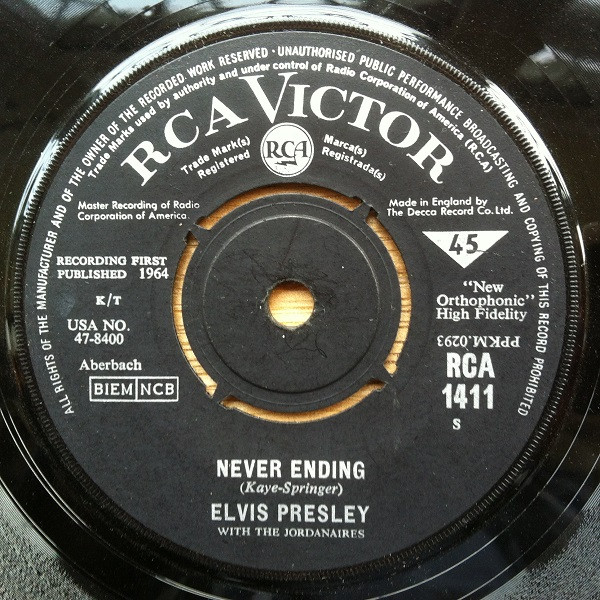 ALL RIGHTS OF THE MANUFACTURER AND OF THE OWNER OF THE RECORDED WORK RESERVED · UNAUTHORISED PUBLIC PERFORMANCE BROADCASTING AND COPYING OF THIS RECORD PROHIBITED
Trade Marks used by authority and under control of Radio Corporation of America (R.C.A.)
RCA VICTOR
Trade Mark(s)
Registered
RCA
Marca(s)
Registrada(s)
Master Recording of Radio
Corporation of America.
Made in England by
The Decca Record Co. Ltd.
45
RECORDING FIRST
PUBLISHED 1964
K/T
USA NO.
47-8400
Aberbach
BIEM NCB
"New
Orthophonic"
High Fidelity
PPKM.0293
RCA
1411
S
NEVER ENDING
(Kaye-Springer)
ELVIS PRESLEY
WITH THE JORDANAIRES